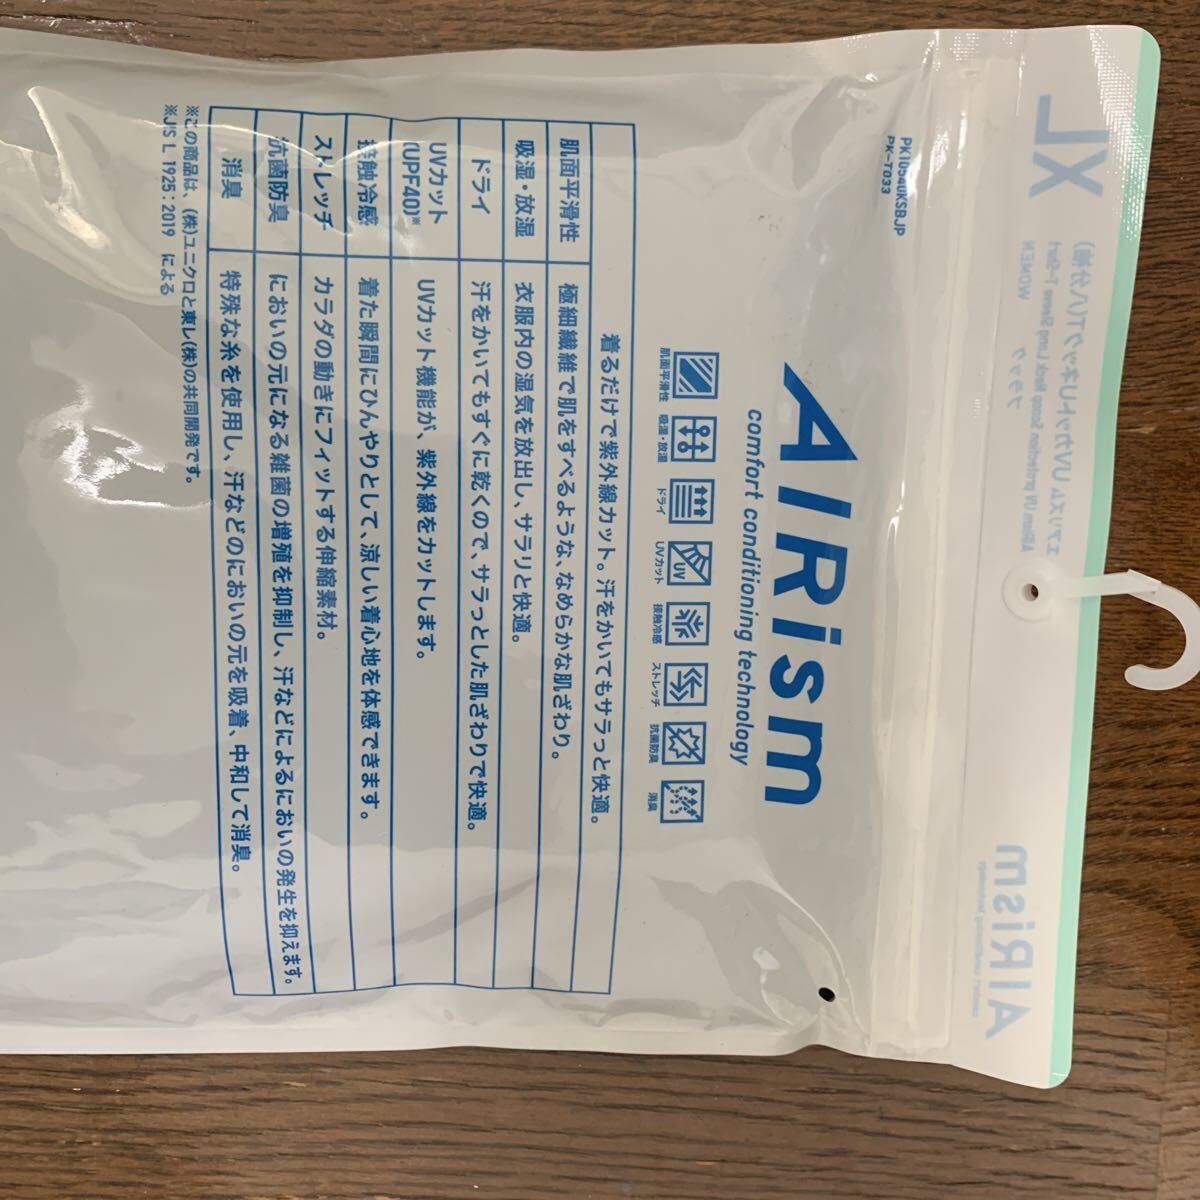 PK10540KSBJP
PK-T033
XL
WOMEN ウィメンズ
AIRism
AIRism
comfort conditioning technology
肌面平滑性 吸湿・放湿 ドライ UVカット 接触冷感 ストレッチ 抗菌防臭 消臭
着るだけで紫外線カット。汗をかいてもサラっと快適。
肌面平滑性 極細繊維で肌をすべるような、なめらかな肌ざわり。
吸湿・放湿 衣服内の湿気を放出し、サラリと快適。
ドライ 汗をかいてもすぐに乾くので、サラっとした肌ざわりで快適。
UVカット
(UPF40)※ UVカット機能が、紫外線をカットします。
接触冷感 着た瞬間にひんやりとして、涼しい着心地を体感できます。
ストレッチ カラダの動きにフィットする伸縮素材。
抗菌防臭 においの元になる雑菌の増殖を抑制し、汗などによるにおいの発生を抑えます。
消臭 特殊な糸を使用し、汗などのにおいの元を吸着、中和して消臭。
※この商品は、(株)ユニクロと東レ(株)の共同開発です。
※JIS L 1925:2019 による